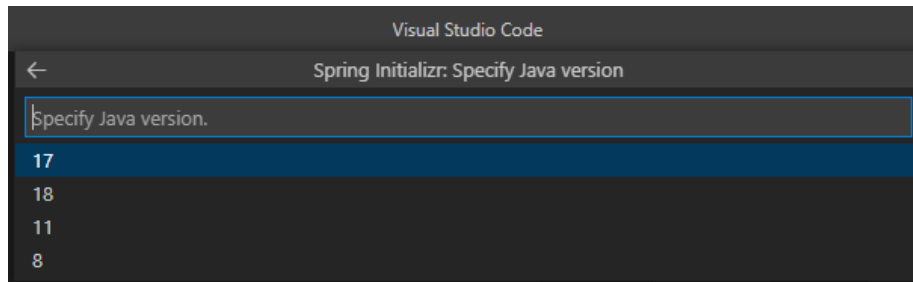 Visual Studio Code
Spring Initializr: Specify Java version
Specify Java version.
17
18
11
8